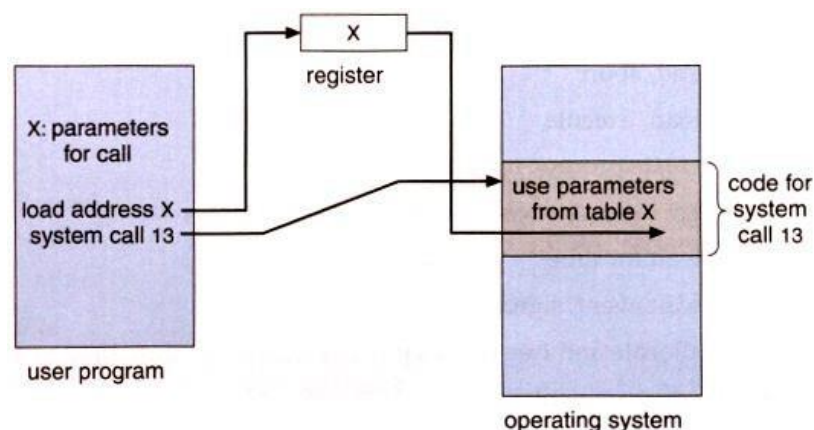 X
register
X: parameters
for call
load address X
system call 13
user program
use parameters
from table X
code for
system
call 13
operating system